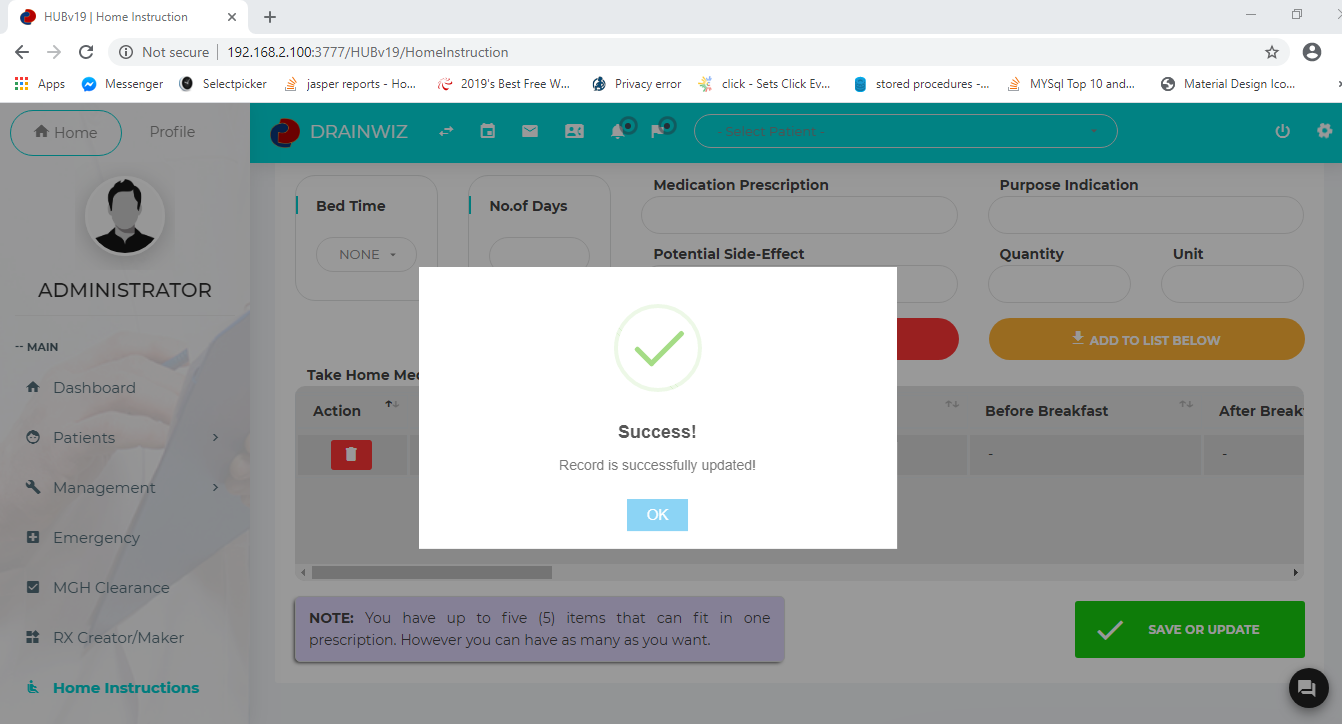 HUBv19 | Home Instruction
Not secure
192.168.2.100:3777/HUBv19/HomeInstruction
Apps
Messenger
Selectpicker
jasper reports - Ho...
2019's Best Free W...
Privacy error
click - Sets Click Ev...
stored procedures -...
MYSql Top 10 and...
Material Design Ico...
Home
Profile
DRAINWIZ
- Select Patient -
ADMINISTRATOR
-- MAIN
Dashboard
Patients
Management
Emergency
MGH Clearance
RX Creator/Maker
Home Instructions
Bed Time
NONE
No.of Days
Medication Prescription
Purpose Indication
Potential Side-Effect
Quantity
Unit
ADD TO LIST BELOW
Take Home Me
Action
Before Breakfast
After Break
-
-
Success!
Record is successfully updated!
OK
NOTE: You have up to five (5) items that can fit in one
prescription. However you can have as many as you want.
SAVE OR UPDATE